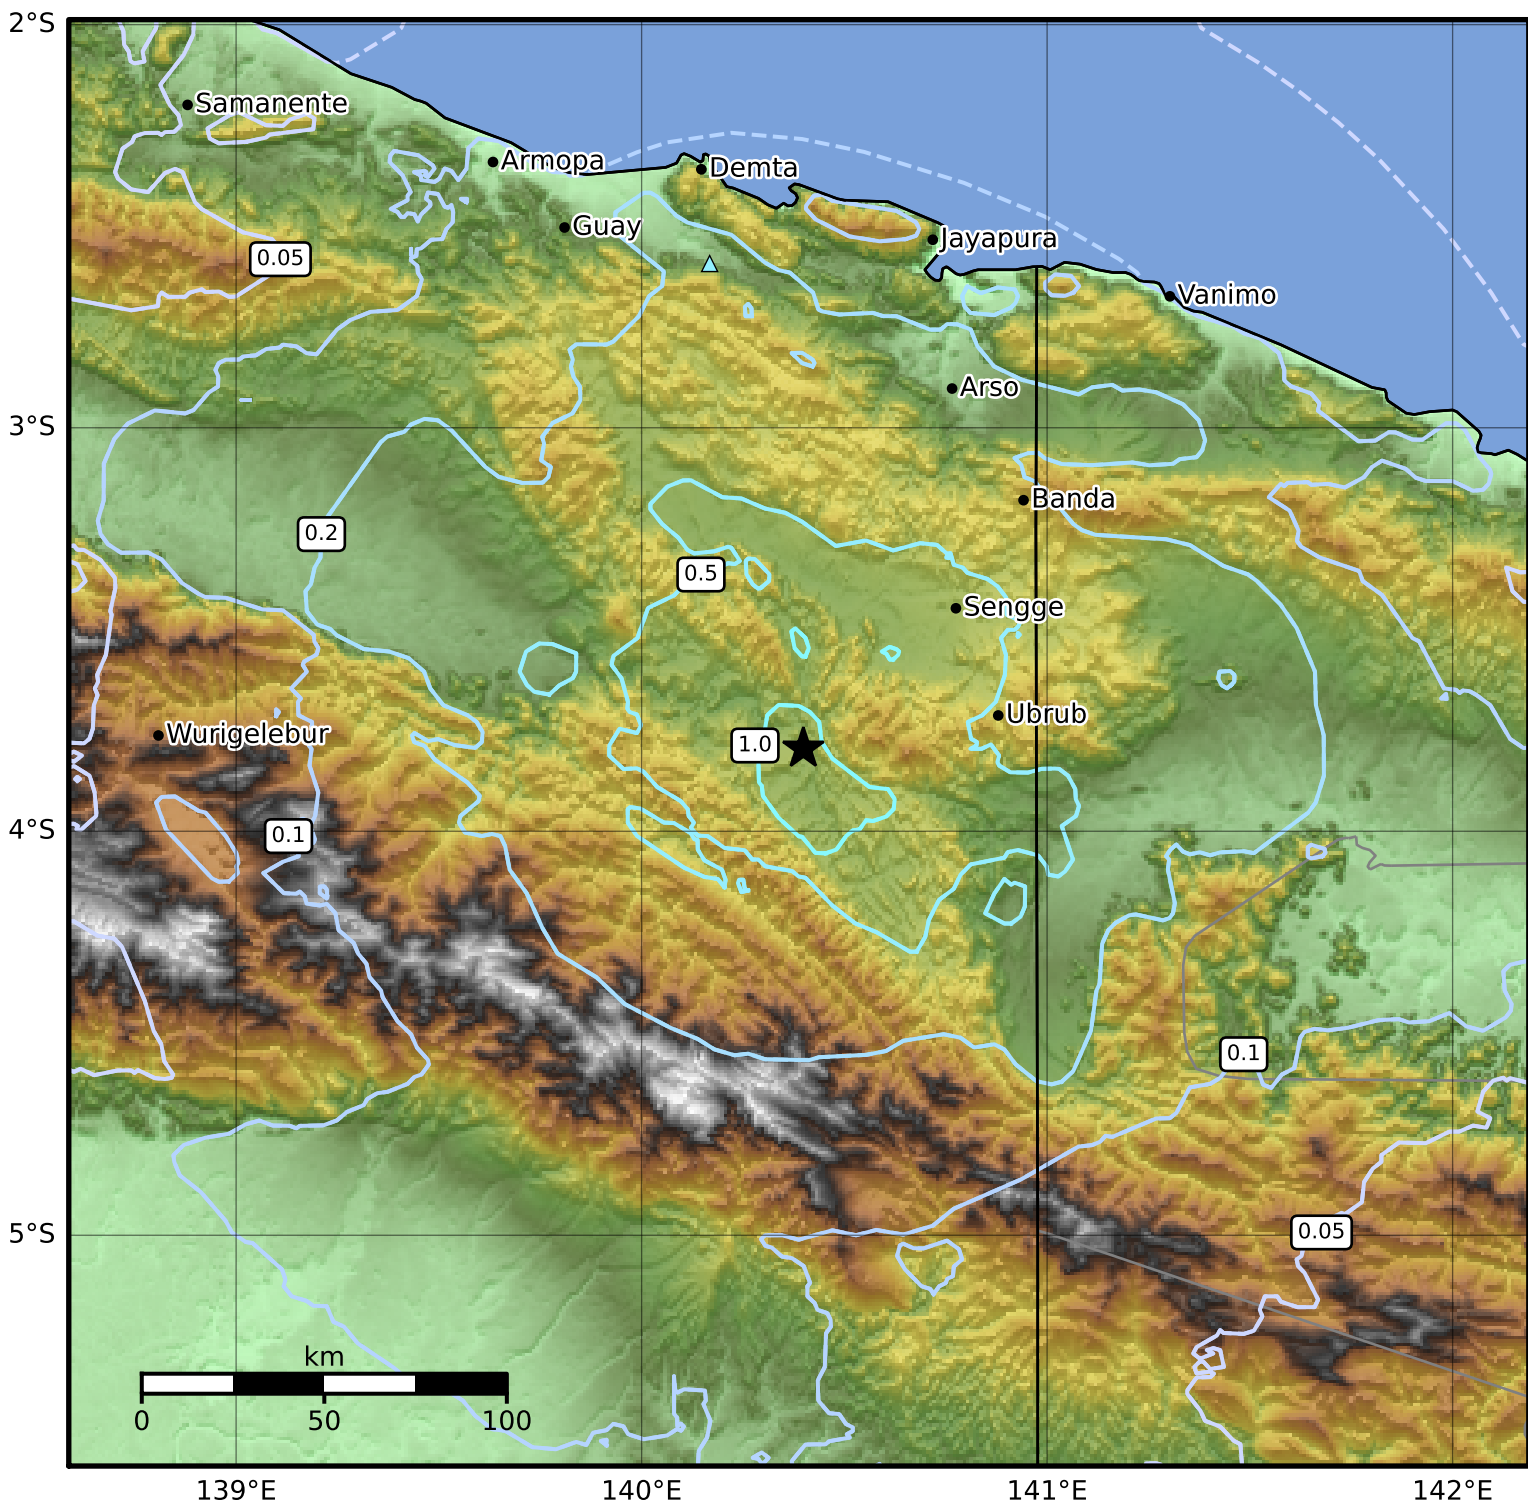 2°S
Samanente
Armopa
Demta
Guay
Jayapura
0.05
Vanimo
Arso
3°S
Banda
0.2
0.5
Sengge
Ubrub
Wurigelebur
1.0
4°S
0.1
0.1
5°S
0.05
km
0 50 100
139°E 140°E 141°E 142°E